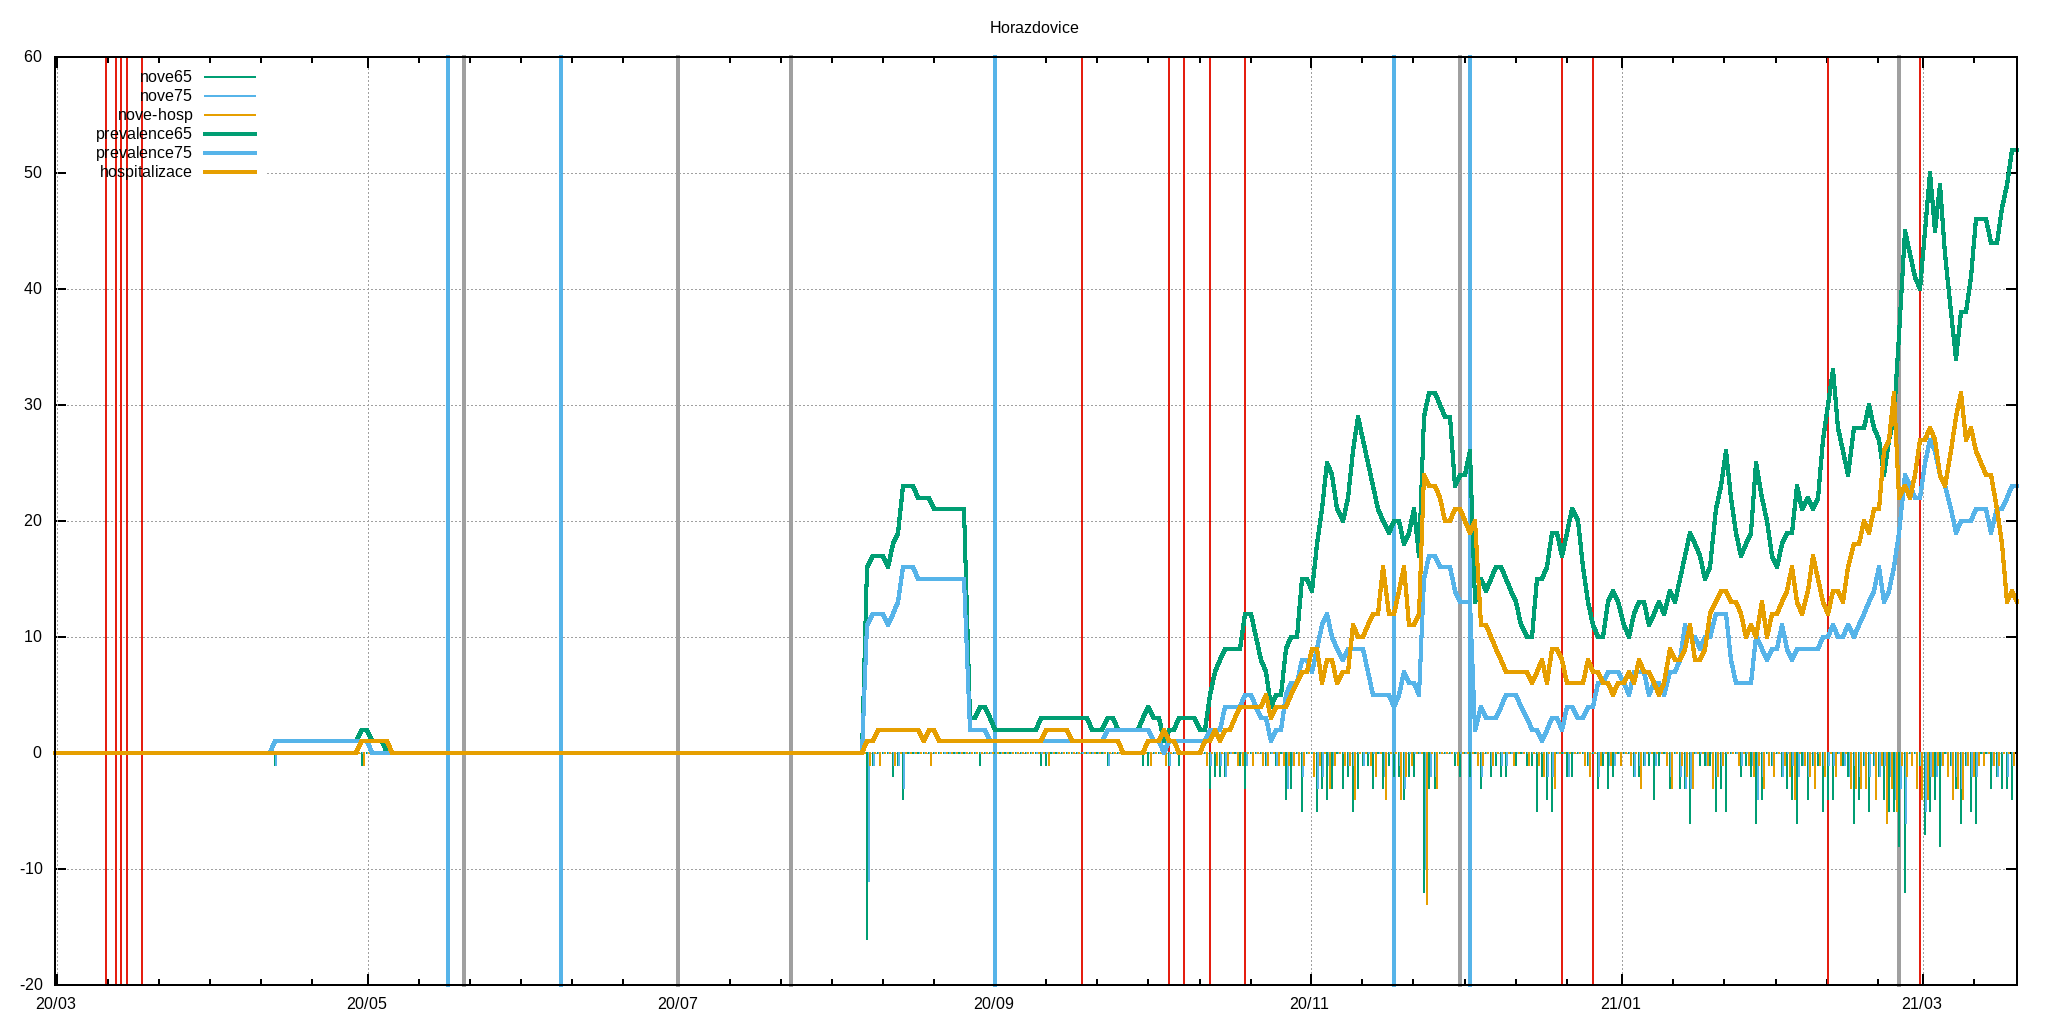 Horazdovice
60
50
40
30
20
10
0
-10
-20
nove65
nove75
nove-hosp
prevalence65
prevalence75
hospitalizace
20/03 20/05 20/07 20/09 20/11 21/01 21/03